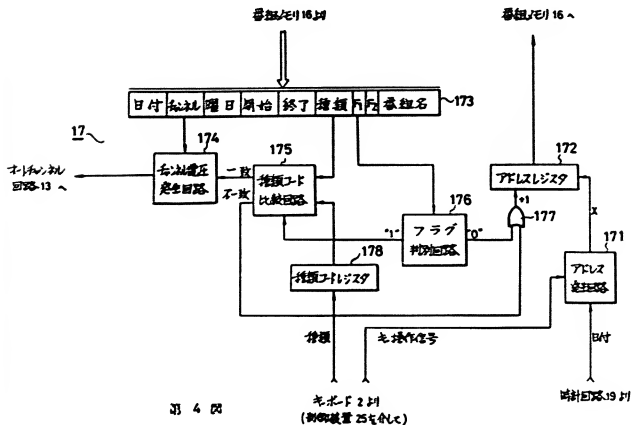 番組メモリ16より
番組メモリ16へ
日付 チャンネル 曜日 開始 終了 種類 F1 F2 番組名
173
17
174
オートチャンネル
回路13へ
チャンネル電圧
発生回路
一致
不一致
175
種類コード
比較回路
"1"
176
フラグ
判別回路
"0"
172
アドレスレジスタ
+1
177
X
171
アドレス
発生回路
178
種類コードレジスタ
種類
キー操作信号
日付
第4図
キーボード2より
(制御装置25を介して)
時計回路19より